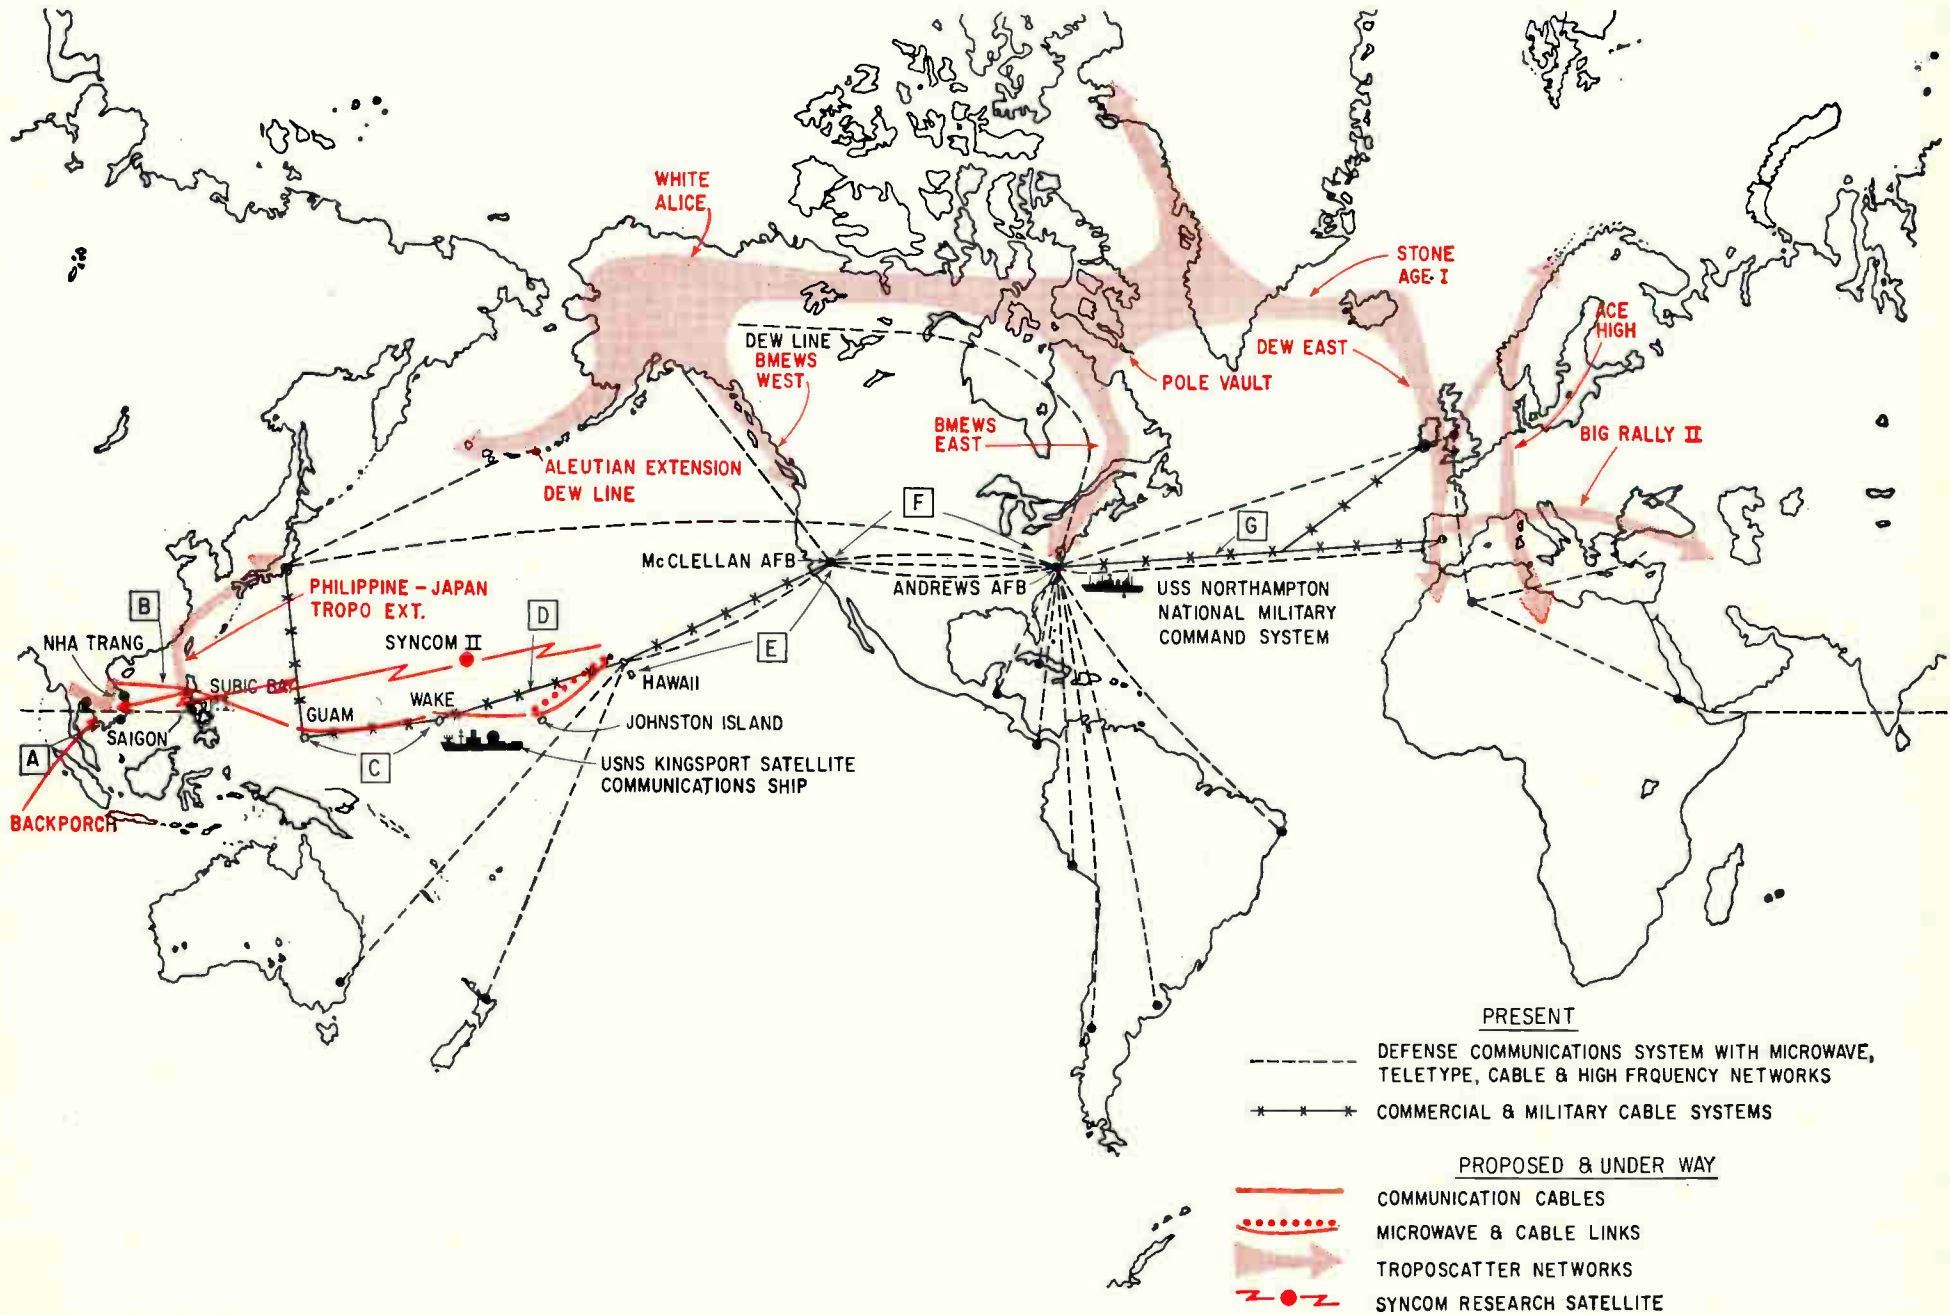 WHITE
ALICE
STONE
AGE I
ACE
HIGH
DEW LINE
BMEWS
WEST
DEW EAST
POLE VAULT
BMEWS
EAST
BIG RALLY II
ALEUTIAN EXTENSION
DEW LINE
F
G
McCLELLAN AFB
ANDREWS AFB
USS NORTHAMPTON
NATIONAL MILITARY
COMMAND SYSTEM
PHILIPPINE - JAPAN
TROPO EXT.
B
D
E
NHA TRANG
SYNCOM II
SUBIC BAY
HAWAII
GUAM
WAKE
JOHNSTON ISLAND
SAIGON
A
C
USNS KINGSPORT SATELLITE
COMMUNICATIONS SHIP
BACKPORCH
PRESENT
DEFENSE COMMUNICATIONS SYSTEM WITH MICROWAVE,
TELETYPE, CABLE & HIGH FRQUENCY NETWORKS
COMMERCIAL & MILITARY CABLE SYSTEMS
PROPOSED & UNDER WAY
COMMUNICATION CABLES
MICROWAVE & CABLE LINKS
TROPOSCATTER NETWORKS
SYNCOM RESEARCH SATELLITE